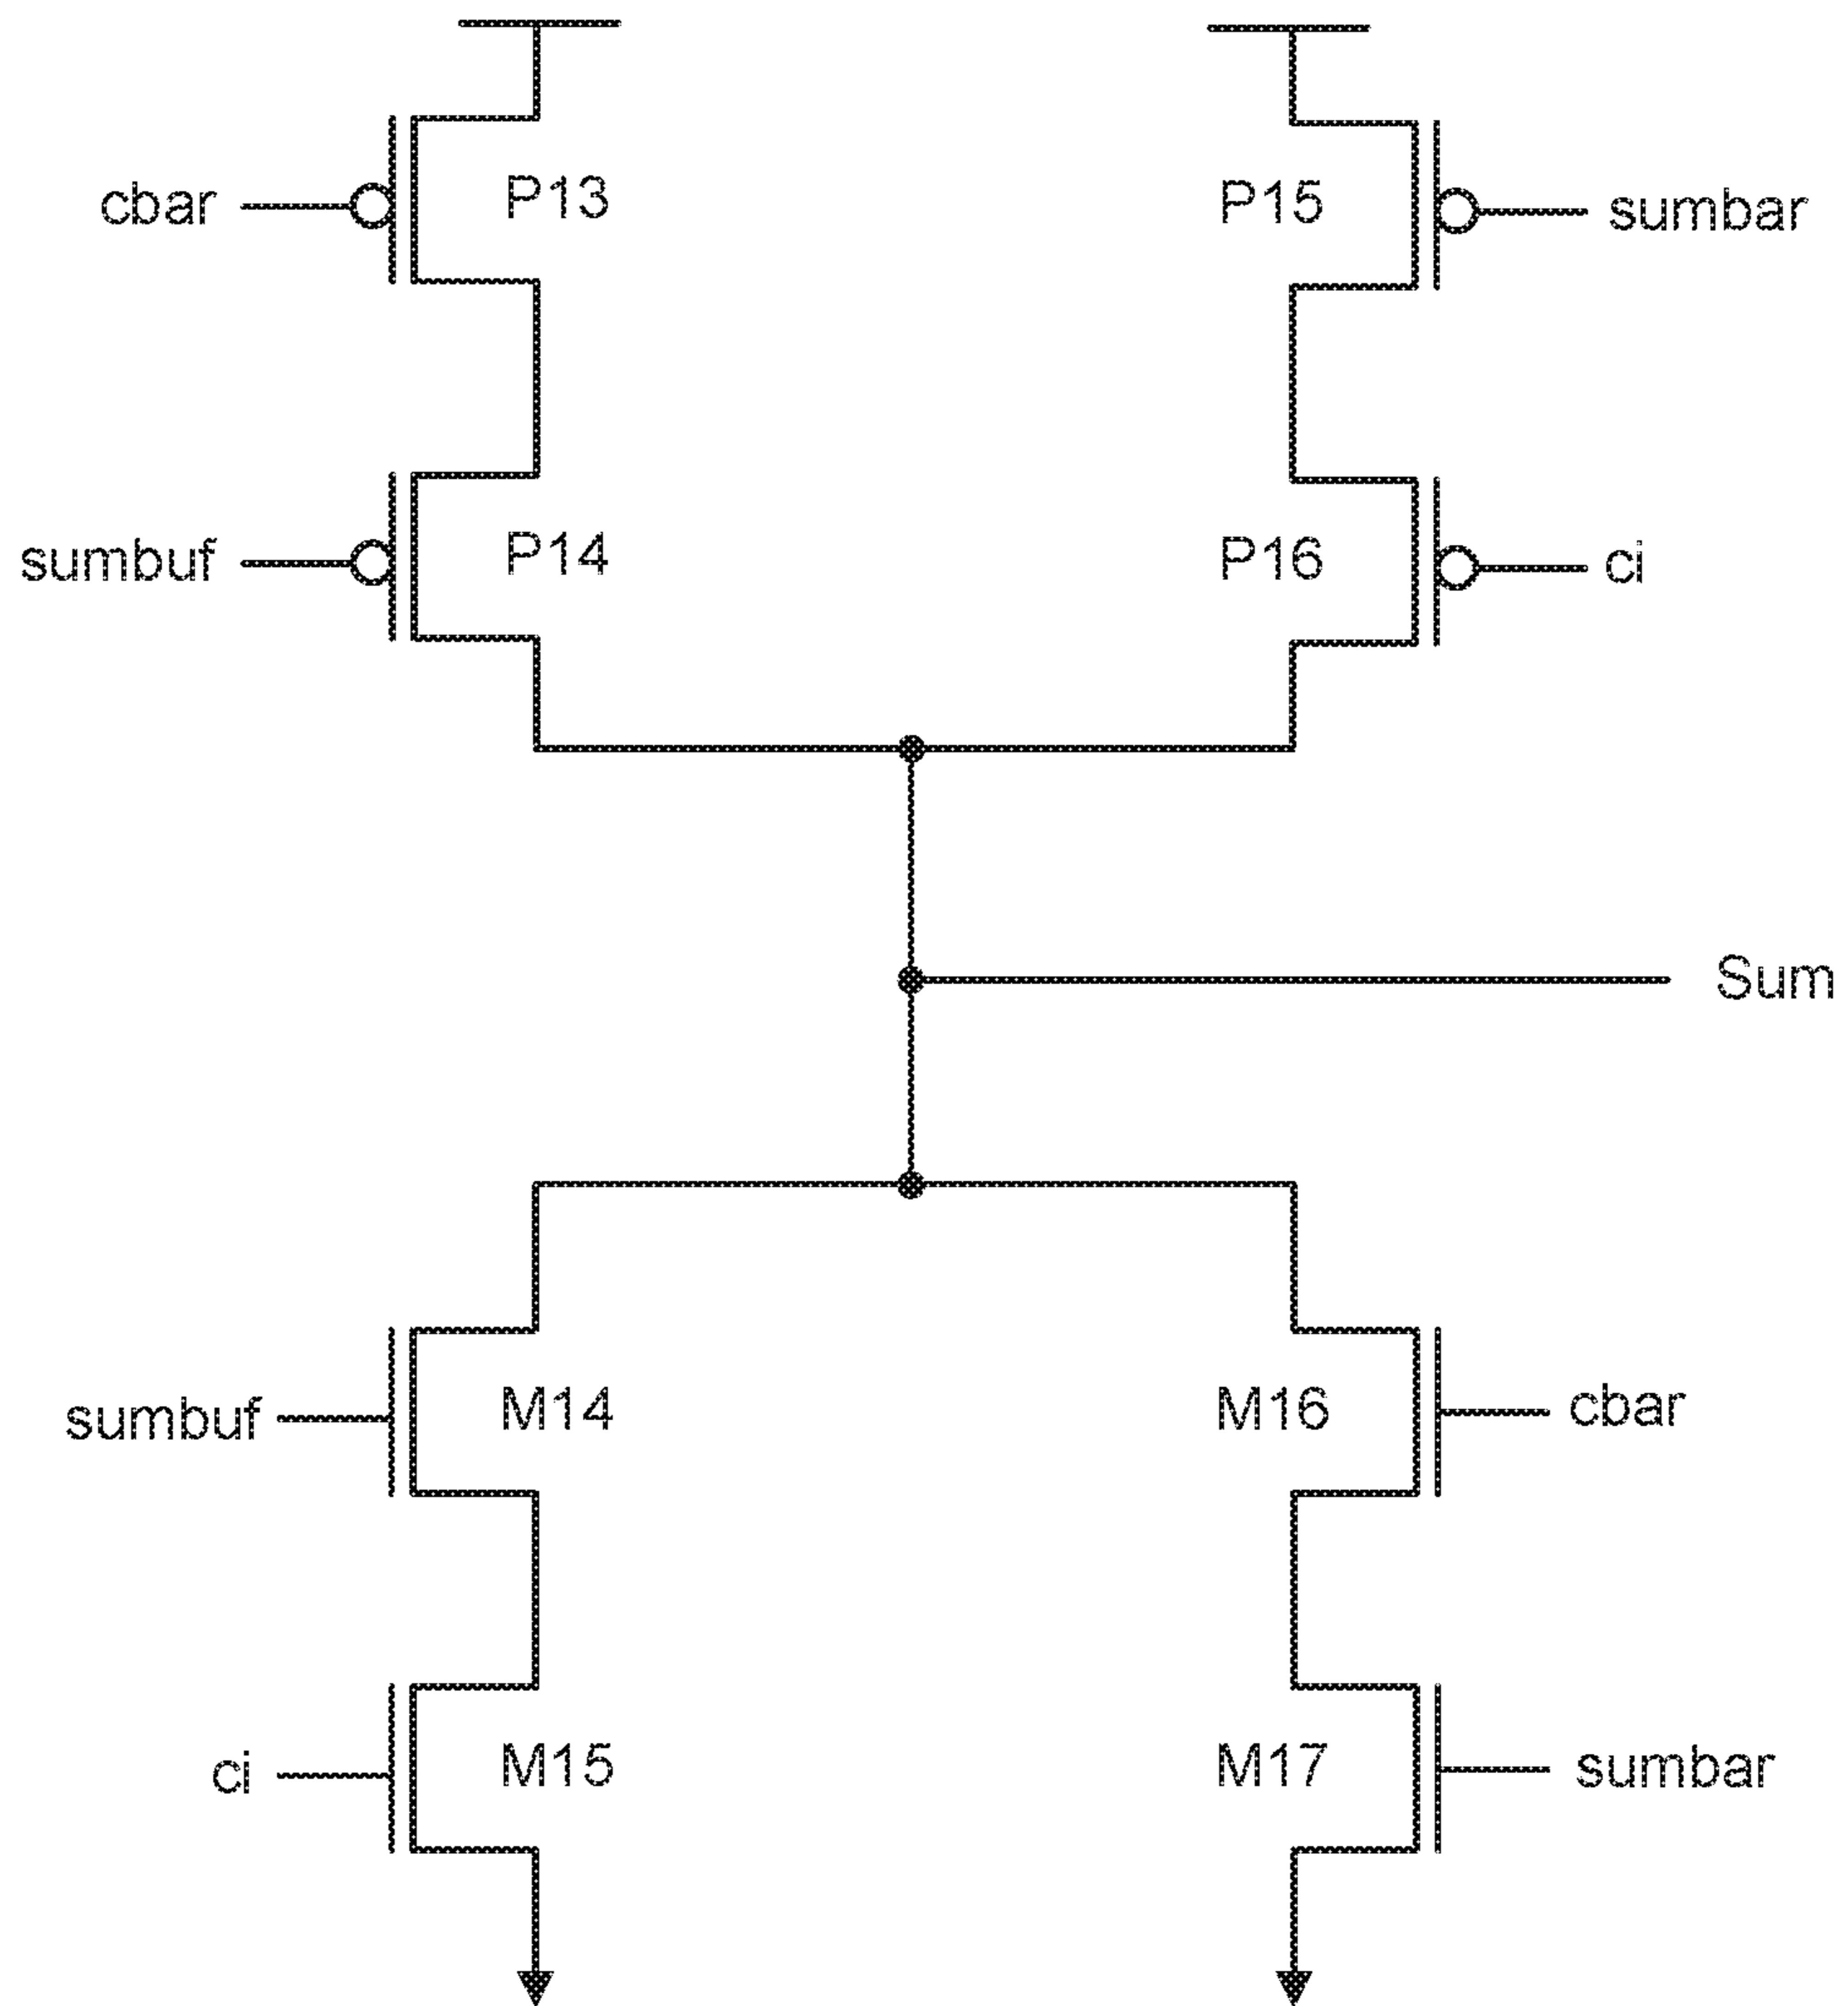 cbar P13 P15 sumbar
sumbuf P14 P16 ci
Sum
sumbuf M14 M16 cbar
ci M15 M17 sumbar